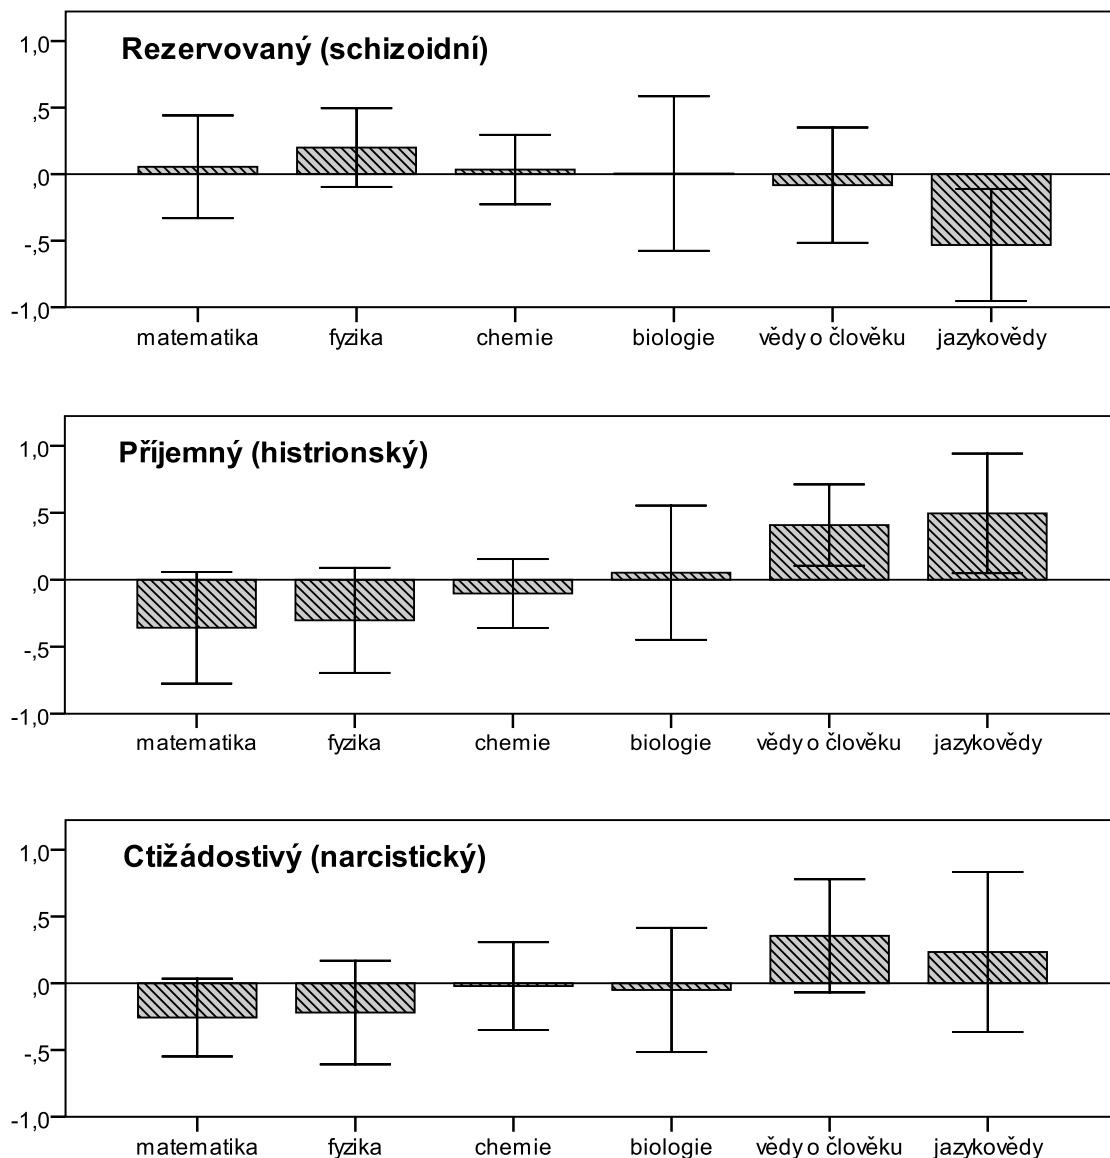 Rezervovaný (schizoidní)
1,0
,5
,0
-,5
-1,0
matematika fyzika chemie biologie vědy o člověku jazykovědy
Příjemný (histrionský)
1,0
,5
,0
-,5
-1,0
matematika fyzika chemie biologie vědy o člověku jazykovědy
Ctižádostivý (narcistický)
1,0
,5
,0
-,5
-1,0
matematika fyzika chemie biologie vědy o člověku jazykovědy